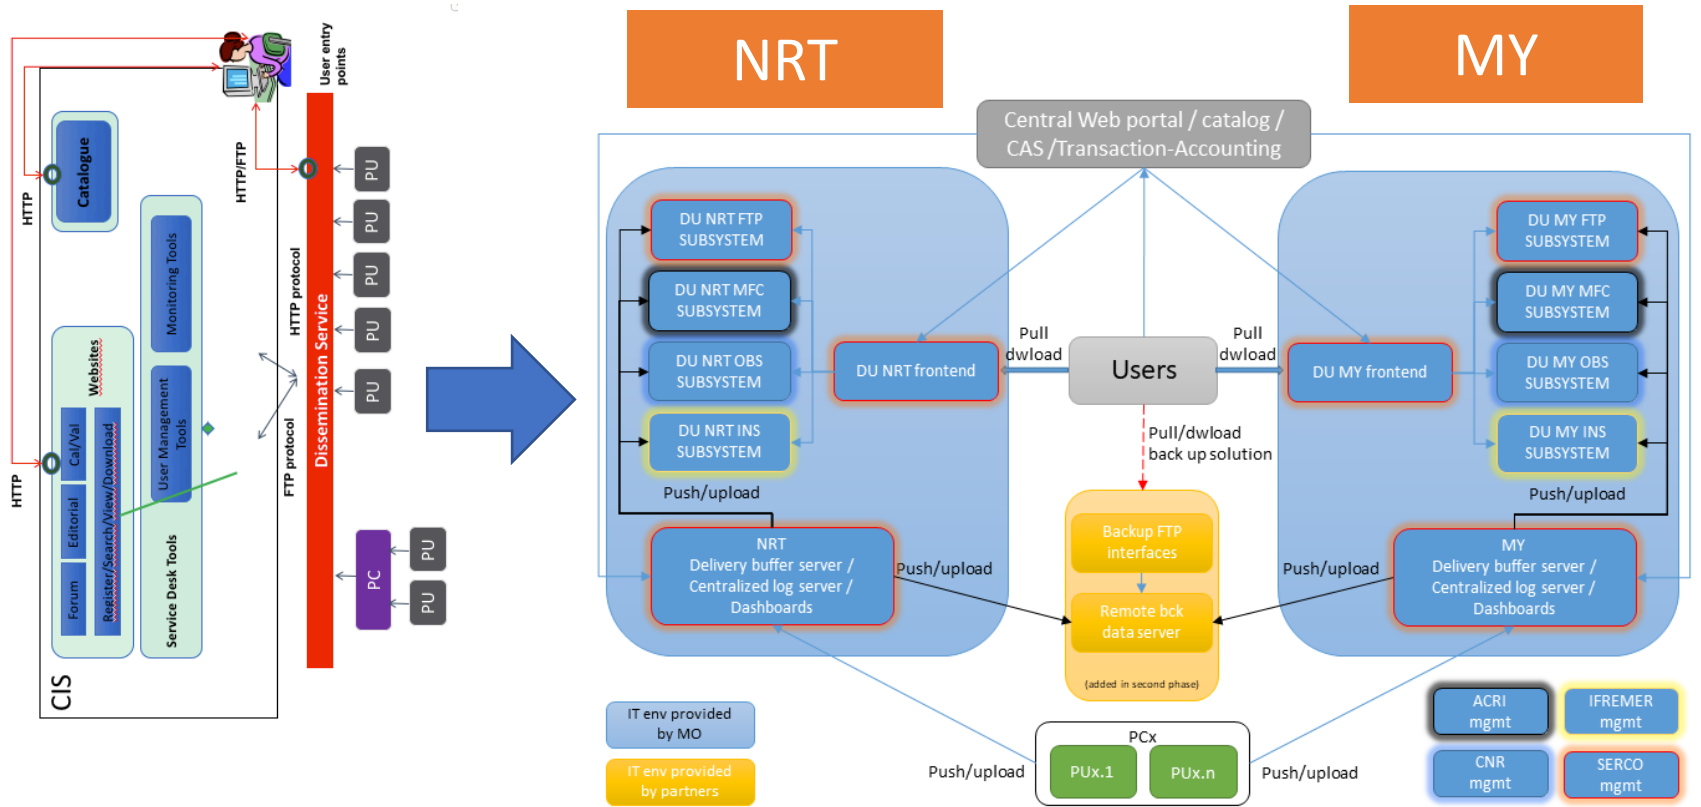 NRT
MY
User entry
points
HTTP
HTTP
HTTP/FTP
HTTP protocol
FTP protocol
Catalogue
Monitoring Tools
User Management
Tools
Service Desk Tools
Websites
Cal/Val
Editorial
Forum
Register/Search/View/Download
CIS
Dissemination Service
PU
PU
PU
PU
PU
PC
PU
PU
Central Web portal / catalog /
CAS /Transaction-Accounting
DU NRT FTP
SUBSYSTEM
DU NRT MFC
SUBSYSTEM
DU NRT OBS
SUBSYSTEM
DU NRT INS
SUBSYSTEM
DU NRT frontend
Pull
dwload
Users
Pull
dwload
DU MY frontend
DU MY FTP
SUBSYSTEM
DU MY MFC
SUBSYSTEM
DU MY OBS
SUBSYSTEM
DU MY INS
SUBSYSTEM
Pull/dwload
back up solution
Push/upload
Push/upload
NRT
Delivery buffer server /
Centralized log server /
Dashboards
Push/upload
Backup FTP
interfaces
Remote bck
data server
(added in second phase)
Push/upload
MY
Delivery buffer server /
Centralized log server /
Dashboards
IT env provided
by MO
IT env provided
by partners
Push/upload
PCx
PUx.1
PUx.n
Push/upload
ACRI
mgmt
IFREMER
mgmt
CNR
mgmt
SERCO
mgmt